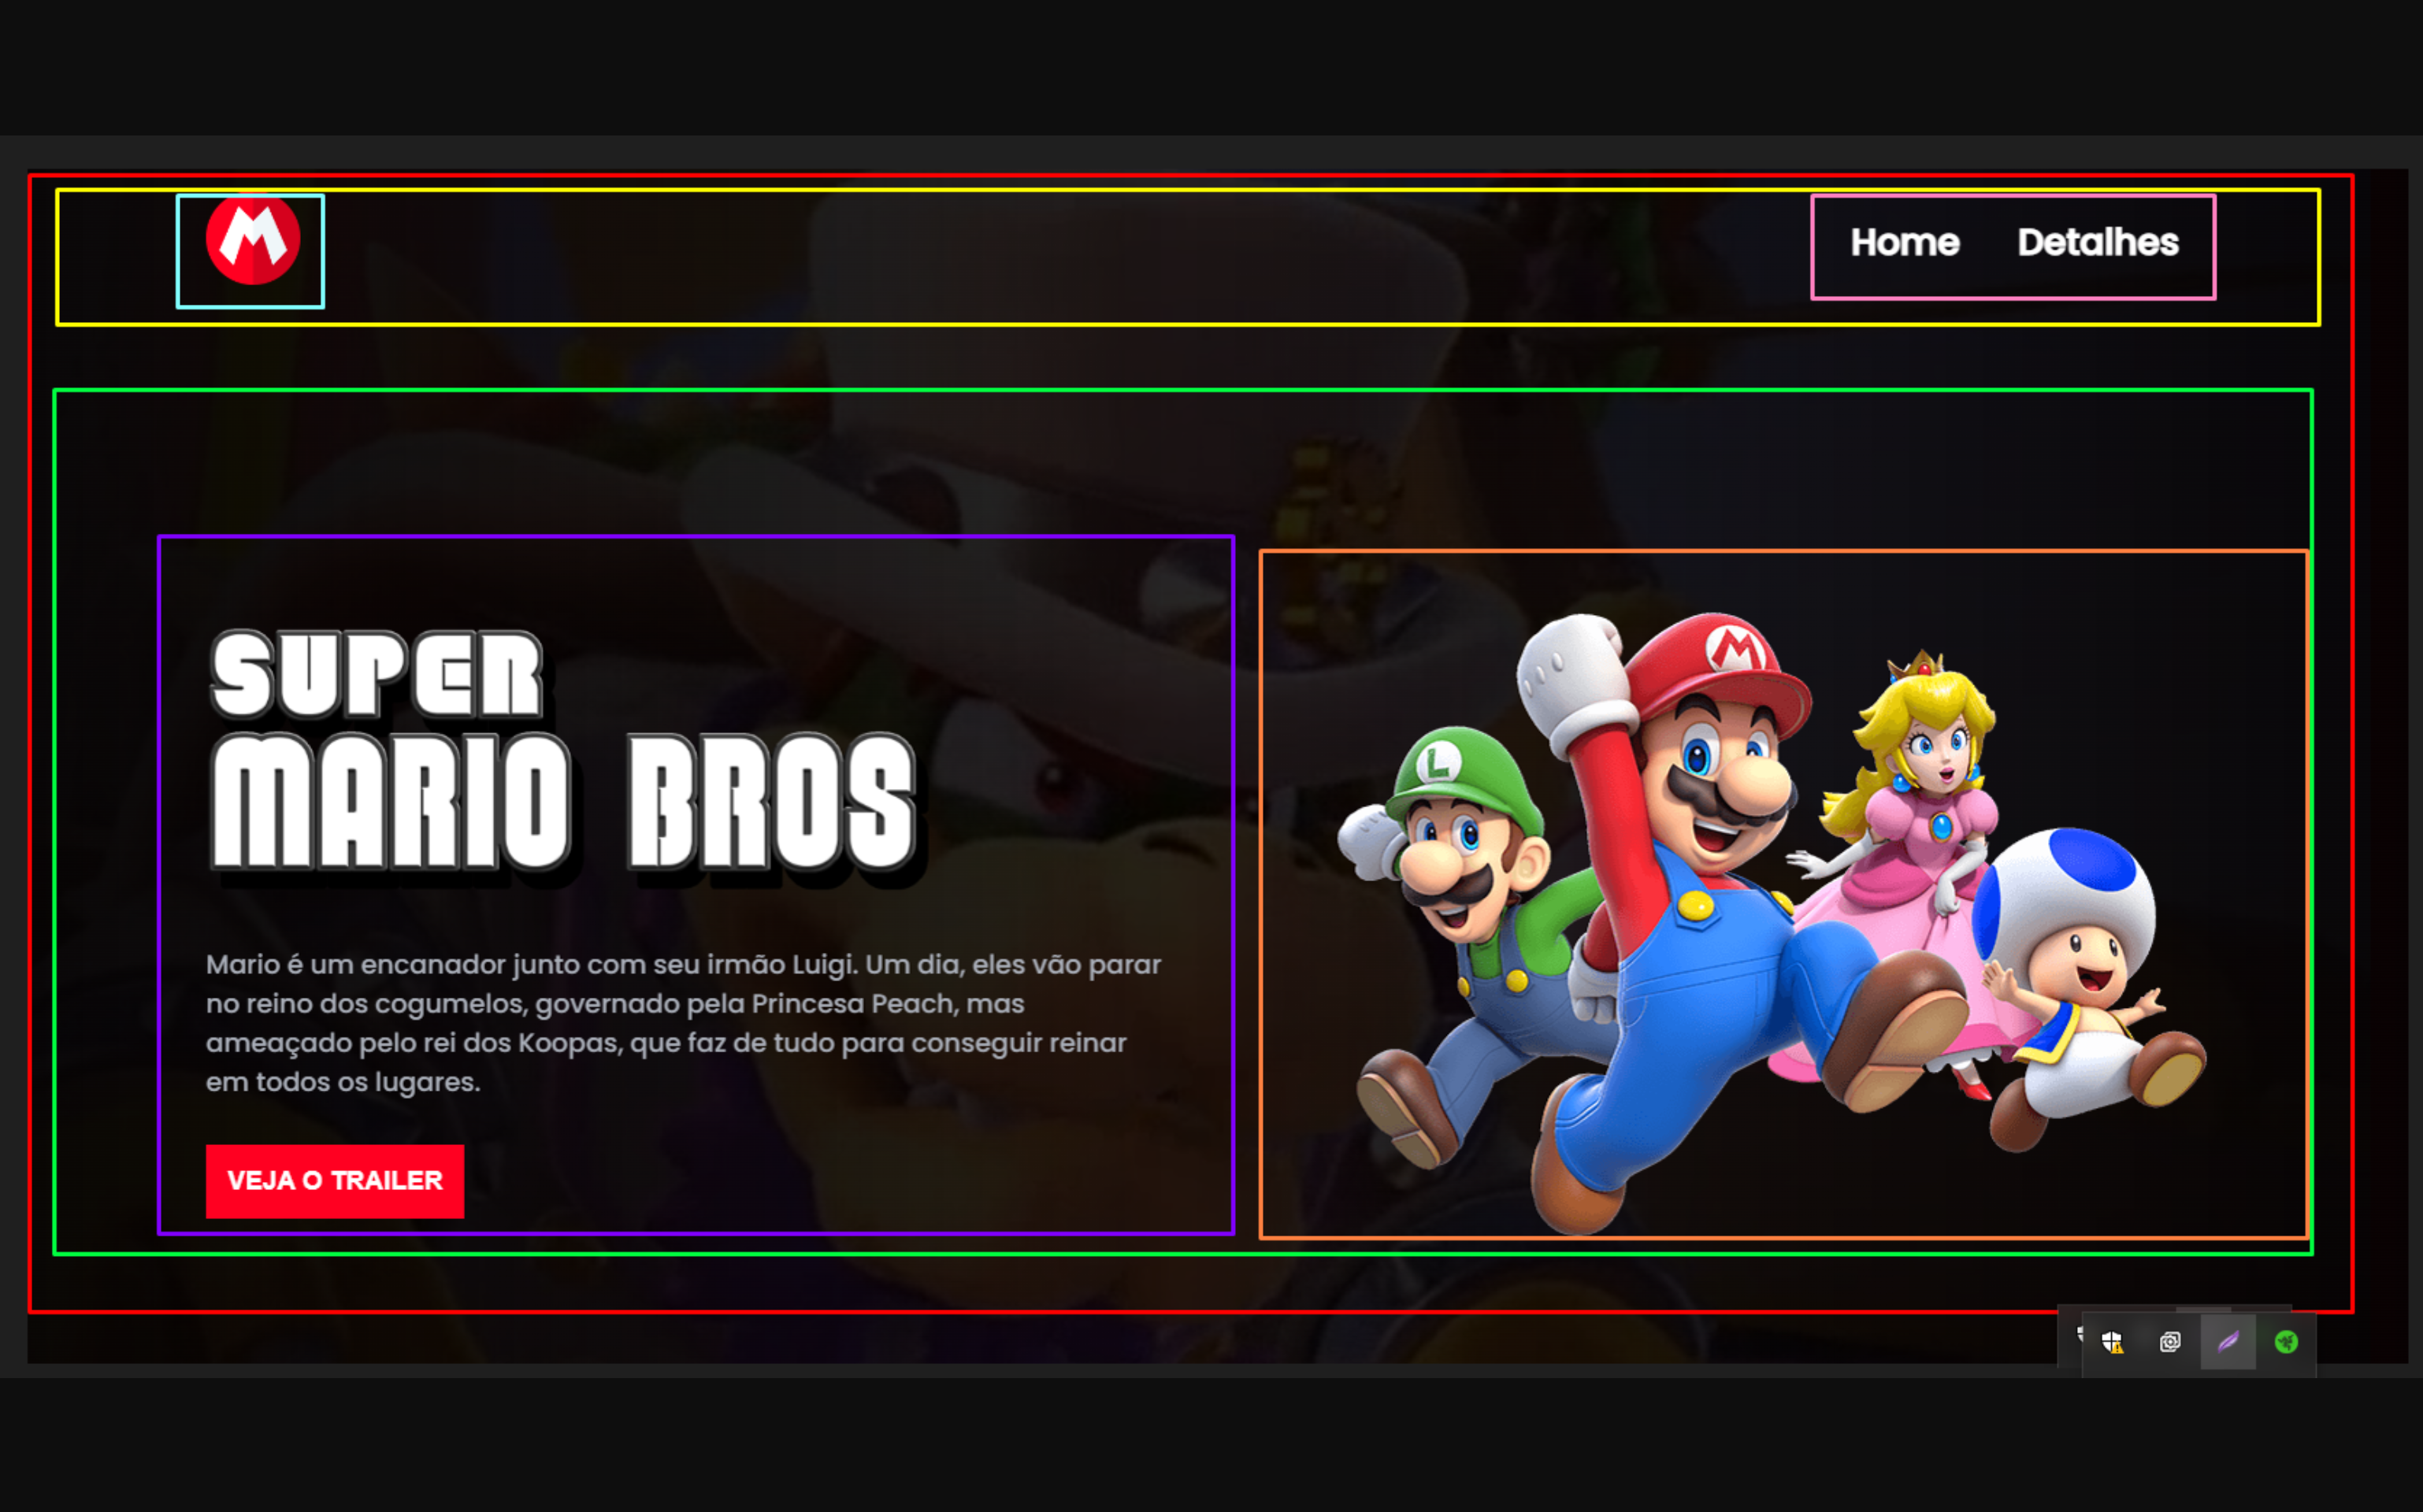 M
Home Detalhes
SUPER
MARIO BROS
M
L
Mario é um encanador junto com seu irmão Luigi. Um dia, eles vão parar
no reino dos cogumelos, governado pela Princesa Peach, mas
ameaçado pelo rei dos Koopas, que faz de tudo para conseguir reinar
em todos os lugares.
VEJA O TRAILER